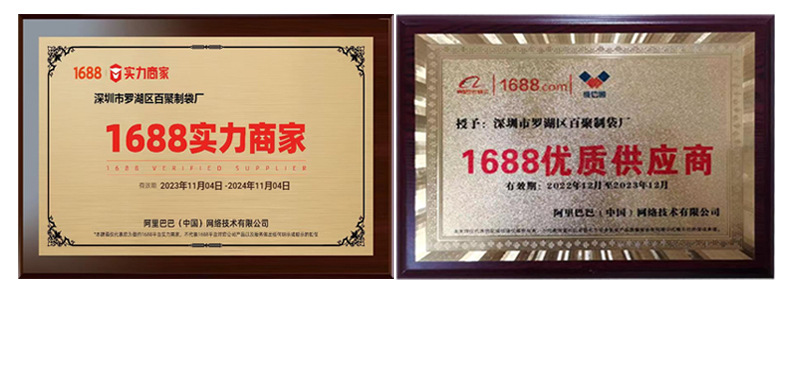 1688 实力商家
深圳市罗湖区百聚制袋厂
1688实力商家
1688 VERIFICO SUPPLIER
有效期 2023年11月04日-2024年11月04日
阿里巴巴（中国）网络技术有限公司
1688.com
授予：深圳市罗湖区百聚制袋厂
1688优质供应商
有效期：2022年12月至2023年12月
阿里巴巴（中国）网络技术有限公司